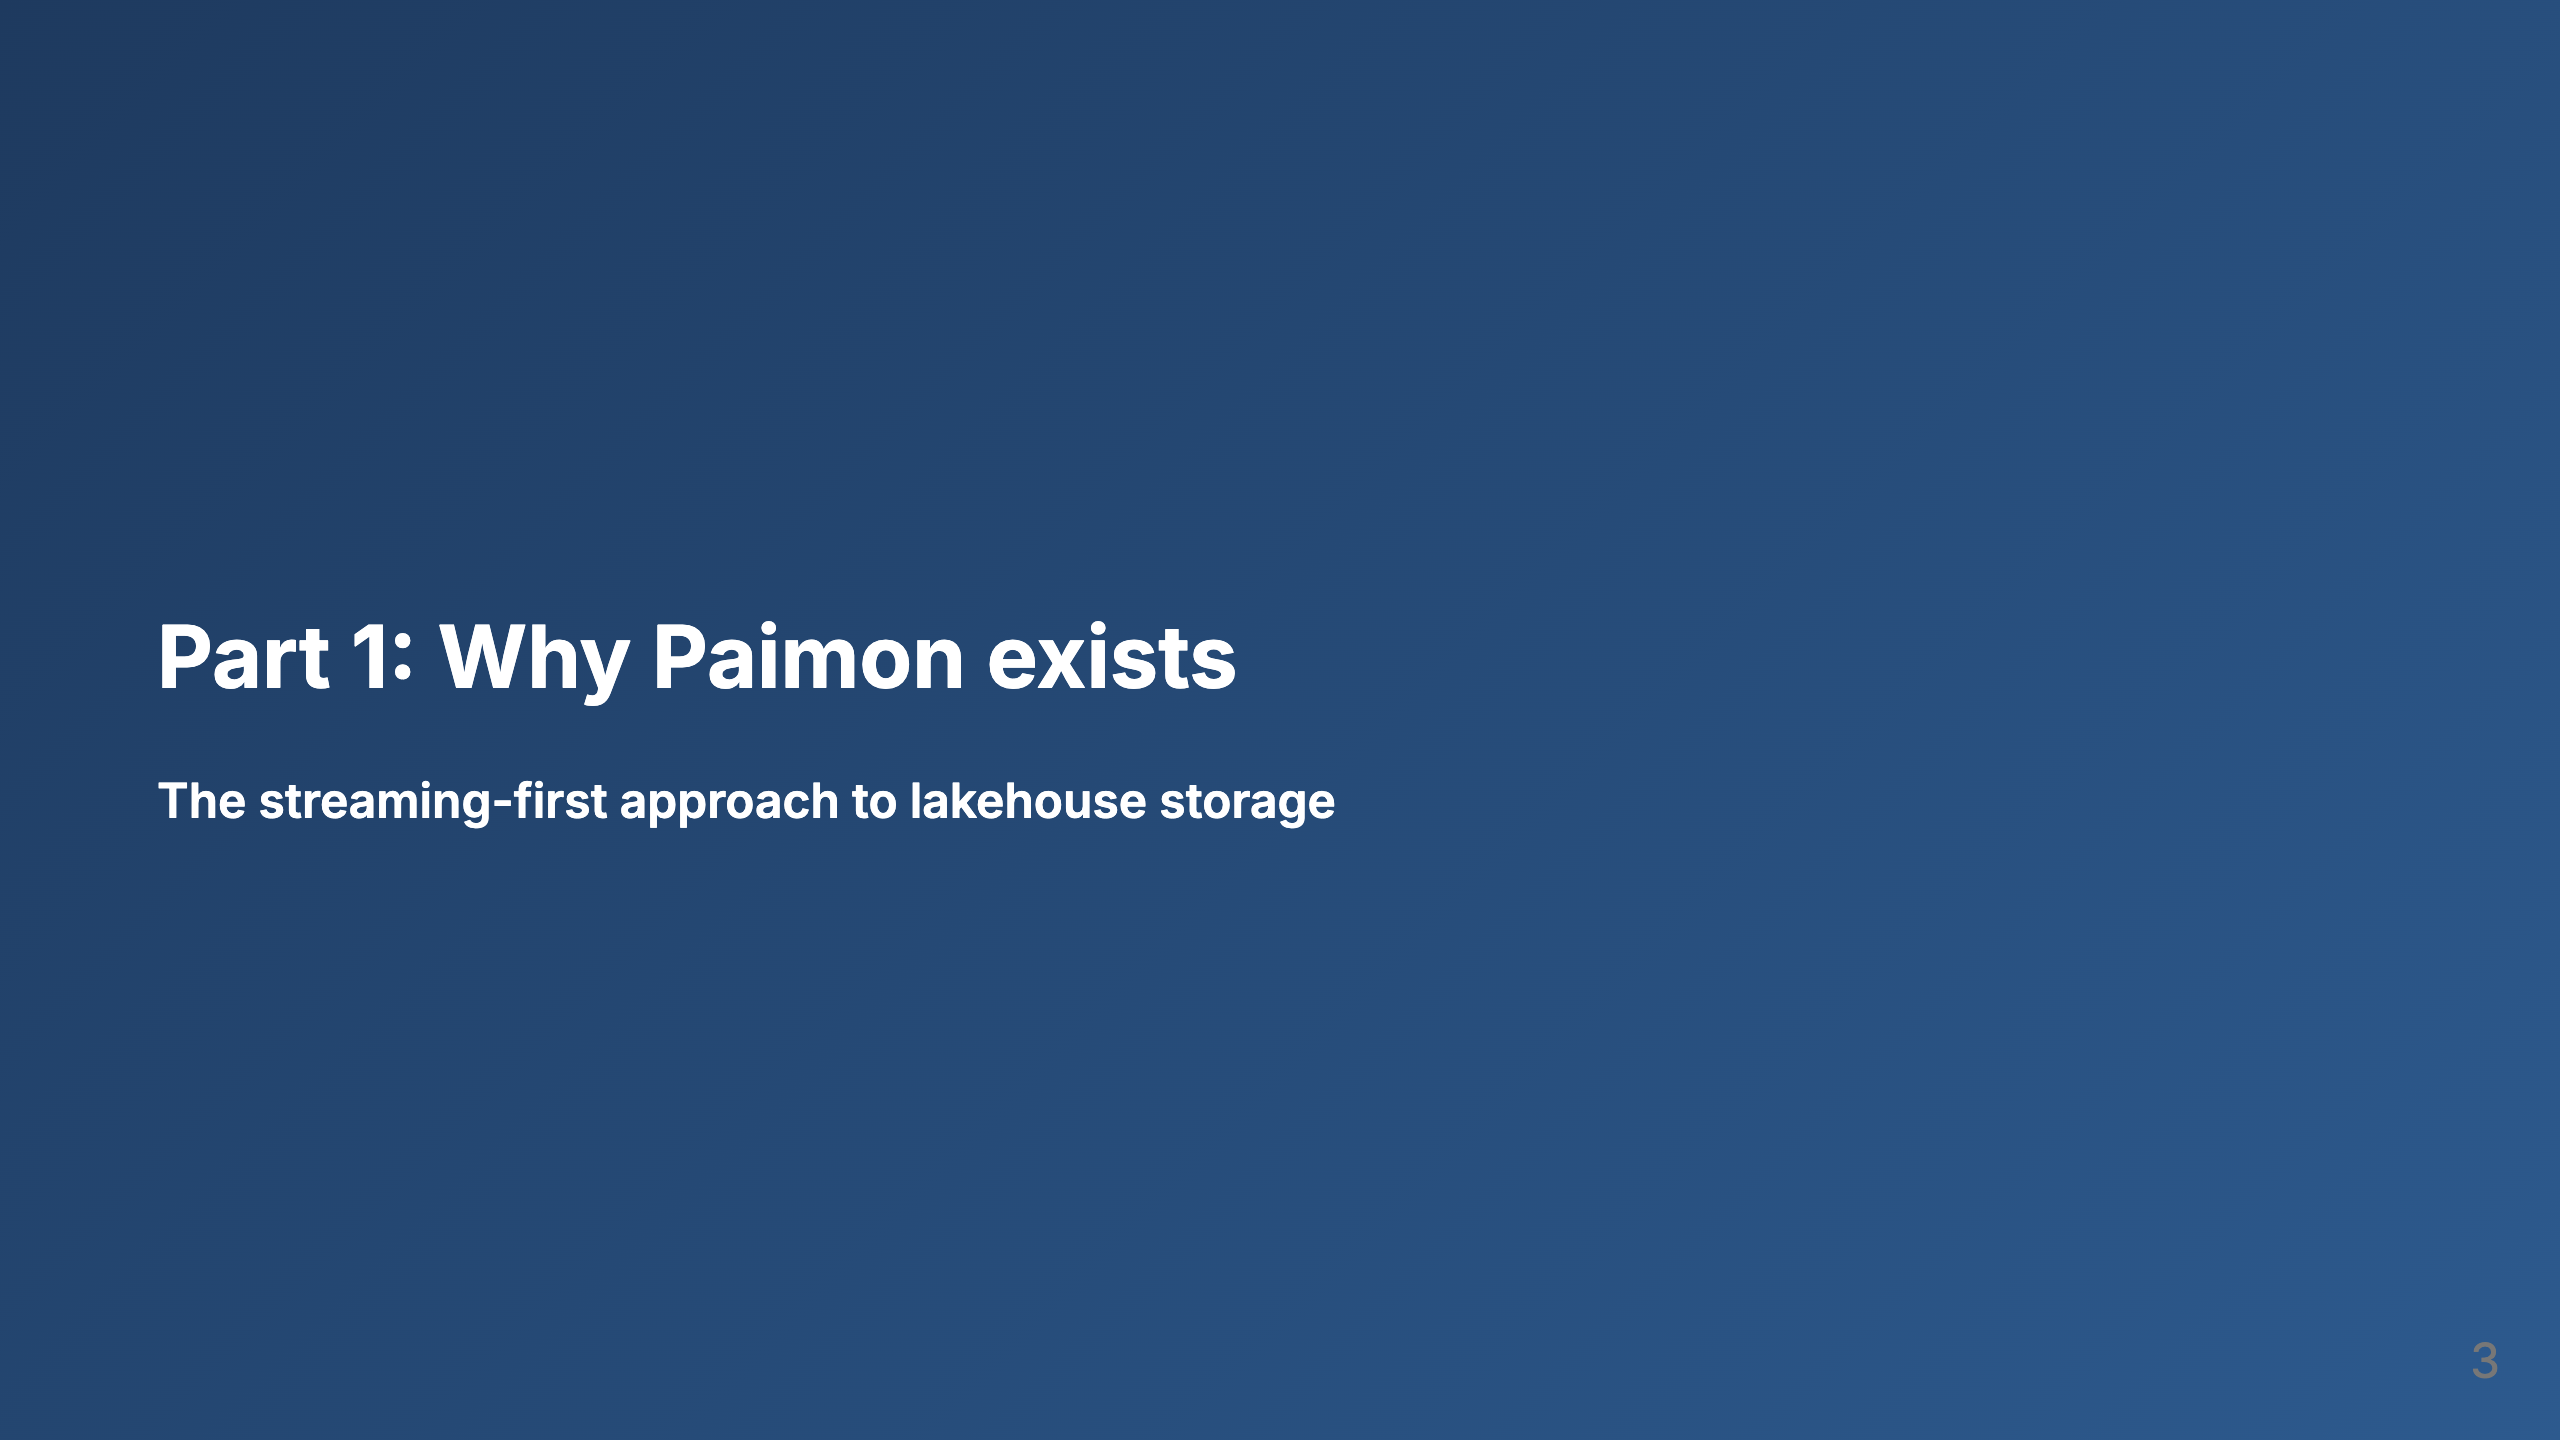 Part 1: Why Paimon exists
The streaming-first approach to lakehouse storage
3